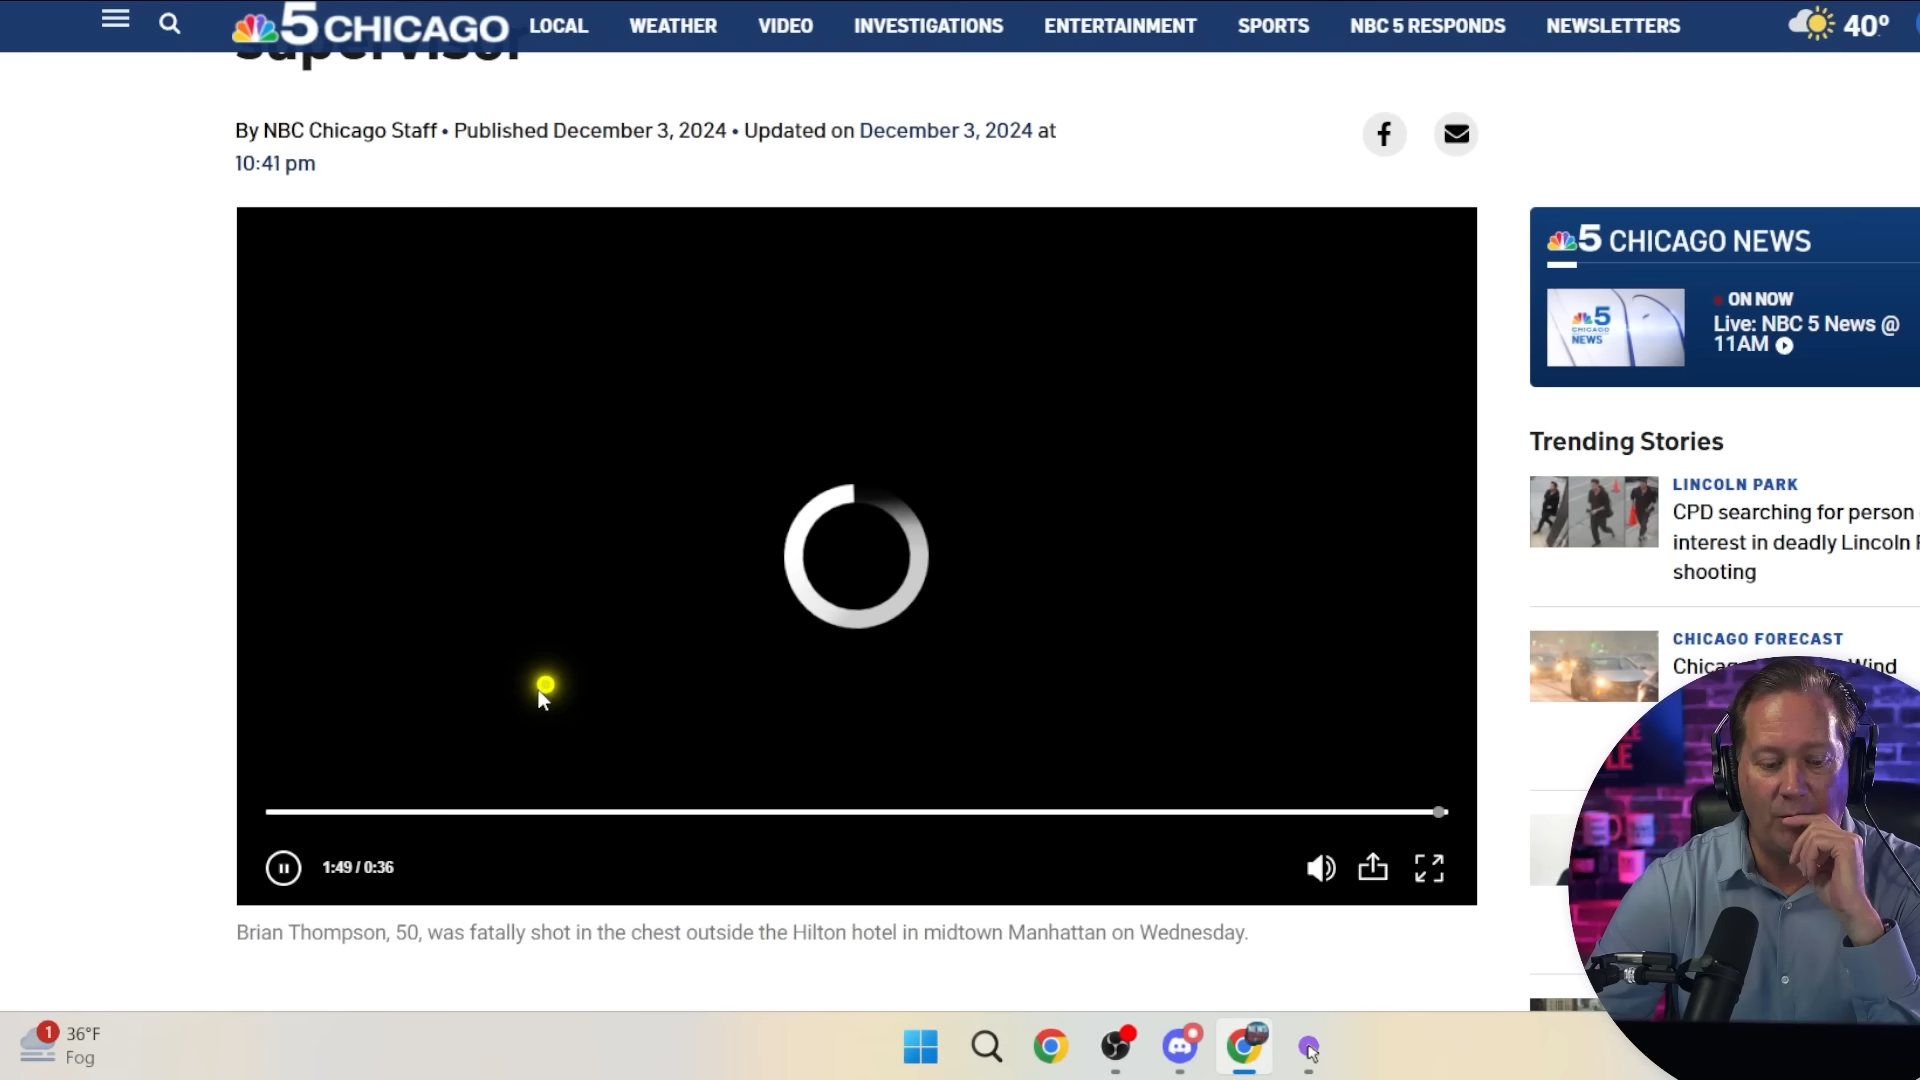 5 CHICAGO
LOCAL
WEATHER
VIDEO
INVESTIGATIONS
ENTERTAINMENT
SPORTS
NBC 5 RESPONDS
NEWSLETTERS
40°
supervisor
By NBC Chicago Staff • Published December 3, 2024 • Updated on December 3, 2024 at
10:41 pm
5 CHICAGO NEWS
5
CHICAGO
NEWS
ON NOW
Live: NBC 5 News @
11AM
Trending Stories
LINCOLN PARK
CPD searching for person
interest in deadly Lincoln
shooting
CHICAGO FORECAST
Wind
1:49 / 0:36
Brian Thompson, 50, was fatally shot in the chest outside the Hilton hotel in midtown Manhattan on Wednesday.
1
36°F
Fog